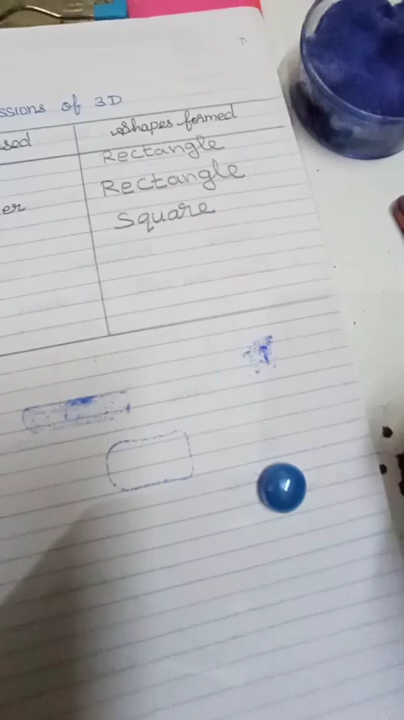 ssions of 3D
sed Shapes formed
Rectangle
Rectangle
er Square